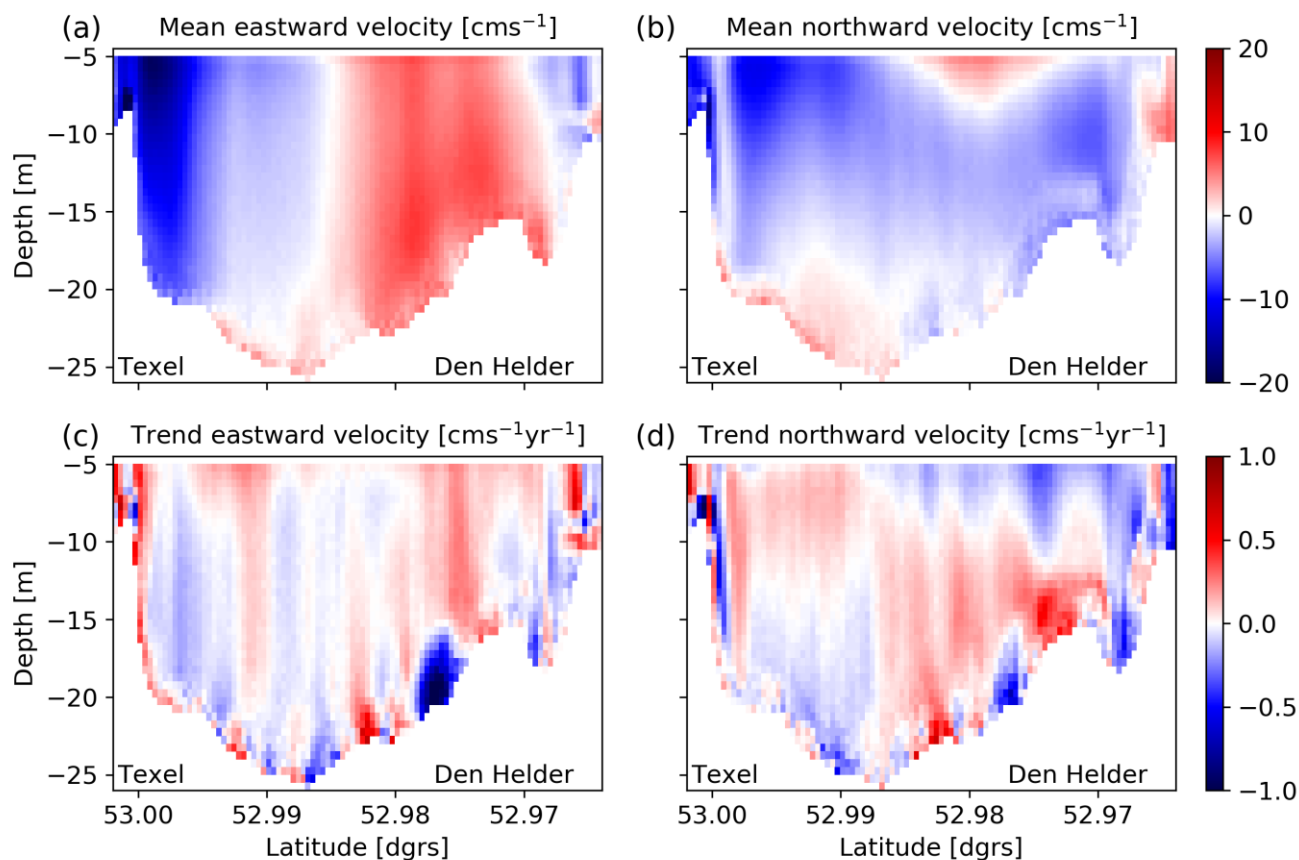 (a) Mean eastward velocity [cms⁻¹]
(b) Mean northward velocity [cms⁻¹]
−5
−10
−15
−20
−25
Depth [m]
Texel
Den Helder
Texel
Den Helder
20
10
0
−10
−20
(c) Trend eastward velocity [cms⁻¹yr⁻¹]
(d) Trend northward velocity [cms⁻¹yr⁻¹]
−5
−10
−15
−20
−25
Depth [m]
Texel
Den Helder
Texel
Den Helder
1.0
0.5
0.0
−0.5
−1.0
53.00 52.99 52.98 52.97
53.00 52.99 52.98 52.97
Latitude [dgrs]
Latitude [dgrs]